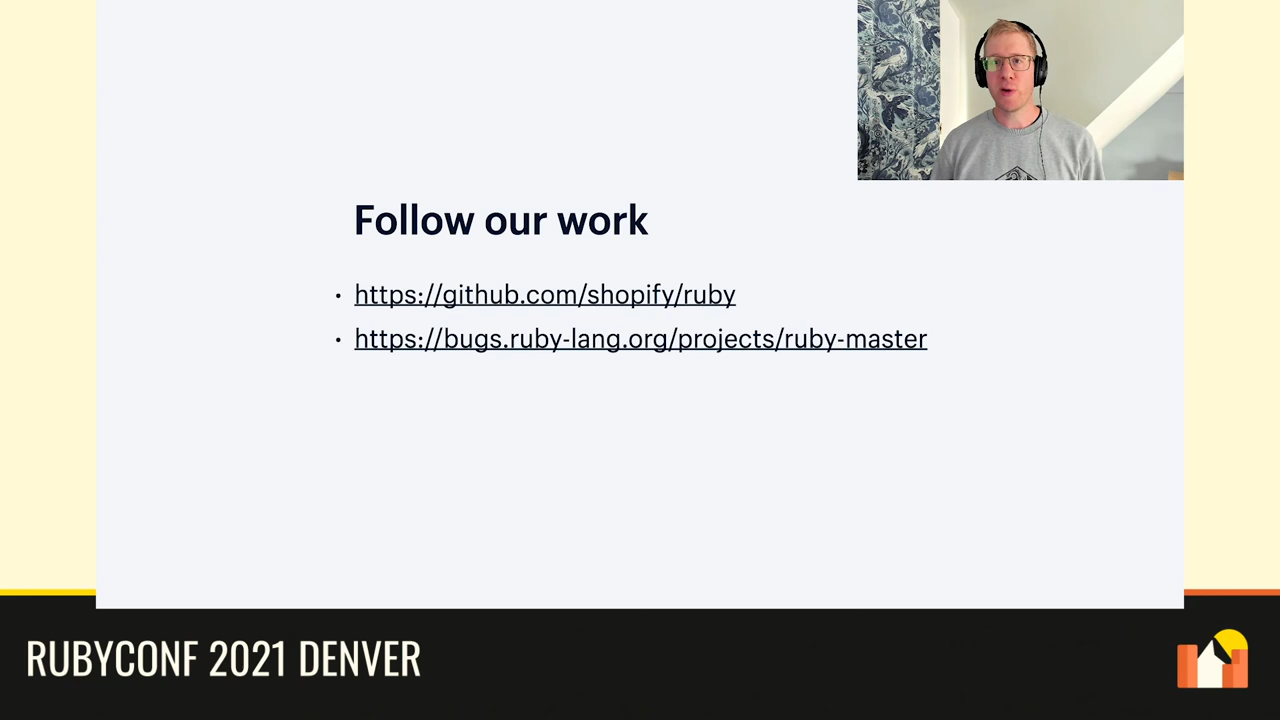 Follow our work
• https://github.com/shopify/ruby
• https://bugs.ruby-lang.org/projects/ruby-master
RUBYCONF 2021 DENVER